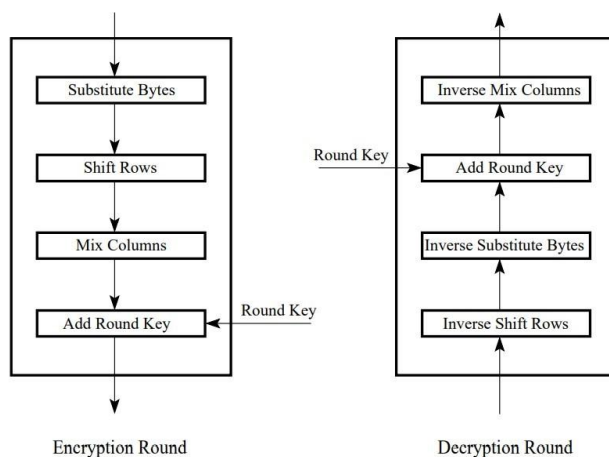 Substitute Bytes
Shift Rows
Mix Columns
Add Round Key
Round Key
Encryption Round
Inverse Mix Columns
Round Key
Add Round Key
Inverse Substitute Bytes
Inverse Shift Rows
Decryption Round